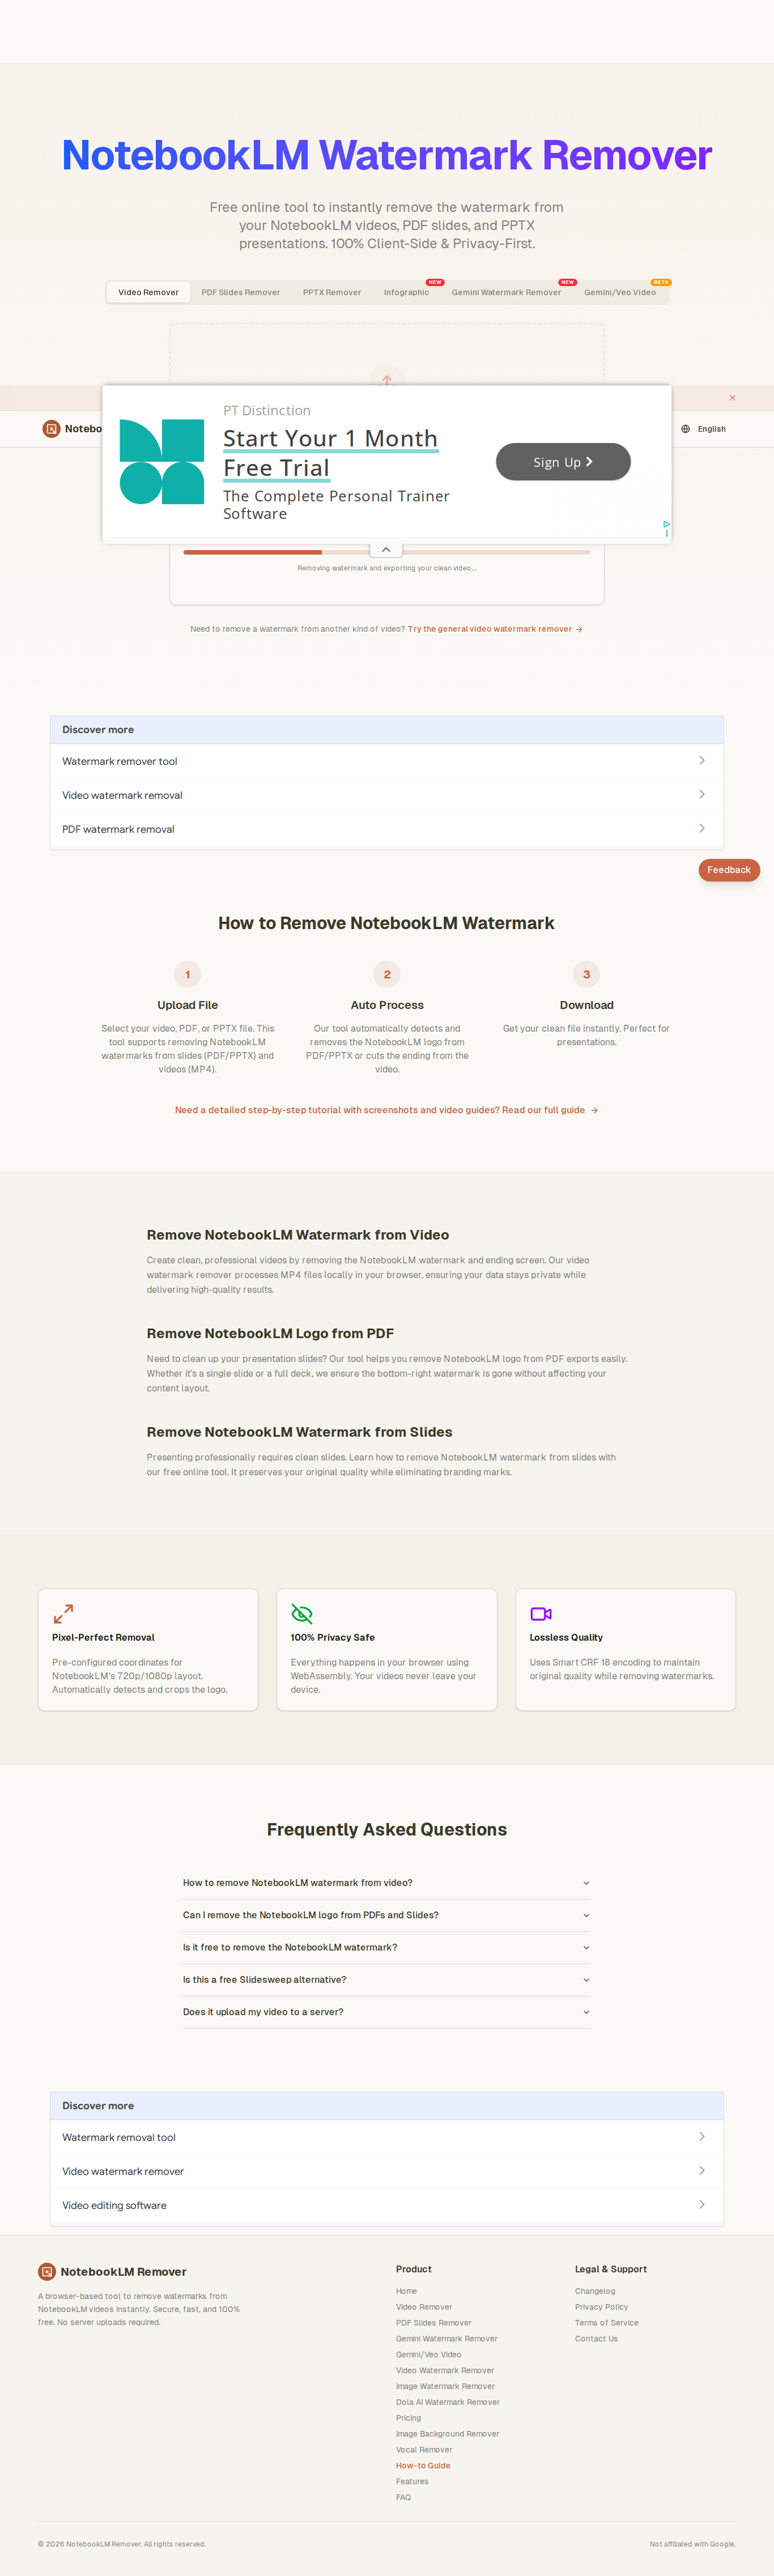 NotebookLM Watermark Remover
Free online tool to instantly remove the watermark from
your NotebookLM videos, PDF slides, and PPTX
presentations. 100% Client-Side & Privacy-First.
Video Remover
PDF Slides Remover
PPTX Remover
Infographic
NEW
Gemini Watermark Remover
NEW
Gemini/Veo Video
BETA
Notebo
English
PT Distinction
Start Your 1 Month
Free Trial
The Complete Personal Trainer
Software
Sign Up
Removing watermark and exporting your clean video...
Need to remove a watermark from another kind of video? Try the general video watermark remover →
Discover more
Watermark remover tool
Video watermark removal
PDF watermark removal
Feedback
How to Remove NotebookLM Watermark
1
Upload File
Select your video, PDF, or PPTX file. This
tool supports removing NotebookLM
watermarks from slides (PDF/PPTX) and
videos (MP4).
2
Auto Process
Our tool automatically detects and
removes the NotebookLM logo from
PDF/PPTX or cuts the ending from the
video.
3
Download
Get your clean file instantly. Perfect for
presentations.
Need a detailed step-by-step tutorial with screenshots and video guides? Read our full guide →
Remove NotebookLM Watermark from Video
Create clean, professional videos by removing the NotebookLM watermark and ending screen. Our video
watermark remover processes MP4 files locally in your browser, ensuring your data stays private while
delivering high-quality results.
Remove NotebookLM Logo from PDF
Need to clean up your presentation slides? Our tool helps you remove NotebookLM logo from PDF exports easily.
Whether it's a single slide or a full deck, we ensure the bottom-right watermark is gone without affecting your
content layout.
Remove NotebookLM Watermark from Slides
Presenting professionally requires clean slides. Learn how to remove NotebookLM watermark from slides with
our free online tool. It preserves your original quality while eliminating branding marks.
Pixel-Perfect Removal
Pre-configured coordinates for
NotebookLM's 720p/1080p layout.
Automatically detects and crops the logo.
100% Privacy Safe
Everything happens in your browser using
WebAssembly. Your videos never leave your
device.
Lossless Quality
Uses Smart CRF 18 encoding to maintain
original quality while removing watermarks.
Frequently Asked Questions
How to remove NotebookLM watermark from video?
Can I remove the NotebookLM logo from PDFs and Slides?
Is it free to remove the NotebookLM watermark?
Is this a free Slidesweep alternative?
Does it upload my video to a server?
Discover more
Watermark removal tool
Video watermark remover
Video editing software
NotebookLM Remover
A browser-based tool to remove watermarks from
NotebookLM videos instantly. Secure, fast, and 100%
free. No server uploads required.
Product
Home
Video Remover
PDF Slides Remover
Gemini Watermark Remover
Gemini/Veo Video
Video Watermark Remover
Image Watermark Remover
Dola AI Watermark Remover
Pricing
Image Background Remover
Vocal Remover
How-to Guide
Features
FAQ
Legal & Support
Changelog
Privacy Policy
Terms of Service
Contact Us
© 2026 NotebookLM Remover. All rights reserved.
Not affiliated with Google.